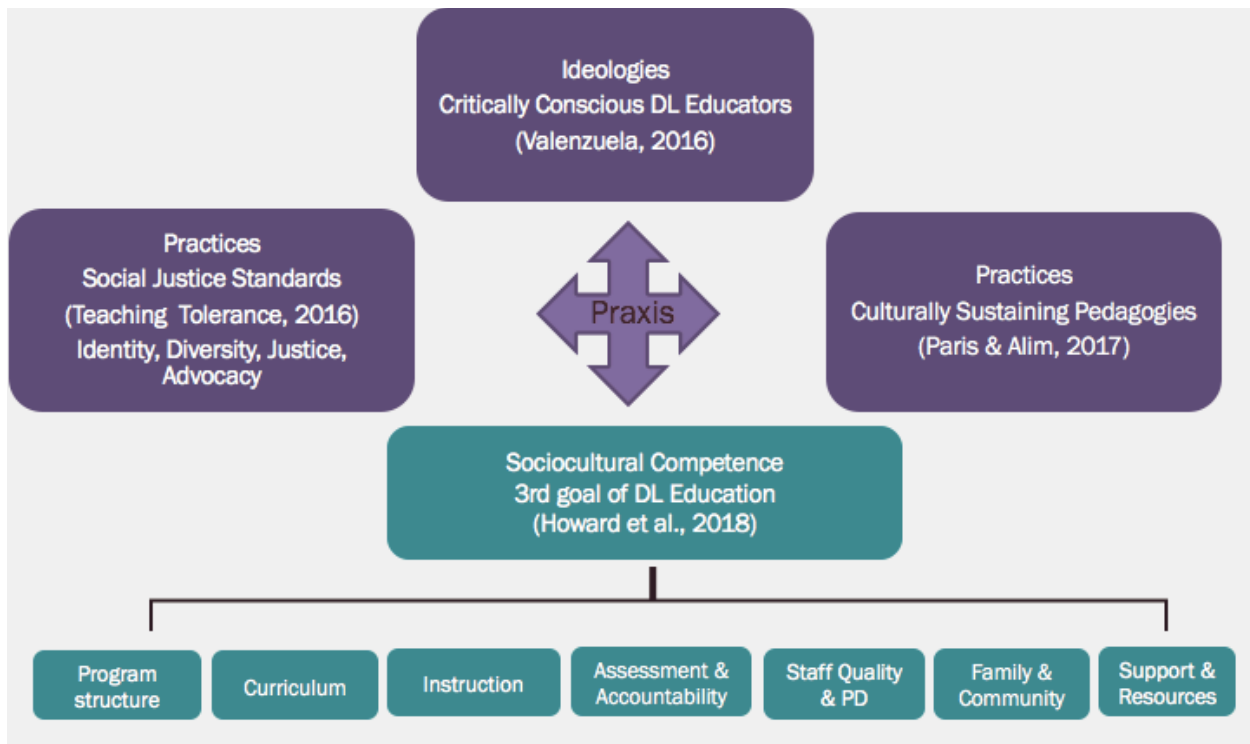 Ideologies
Critically Conscious DL Educators
(Valenzuela, 2016)
Practices
Social Justice Standards
(Teaching Tolerance, 2016)
Identity, Diversity, Justice,
Advocacy
Praxis
Practices
Culturally Sustaining Pedagogies
(Paris & Alim, 2017)
Sociocultural Competence
3rd goal of DL Education
(Howard et al., 2018)
Program
structure
Curriculum
Instruction
Assessment &
Accountability
Staff Quality
& PD
Family &
Community
Support &
Resources